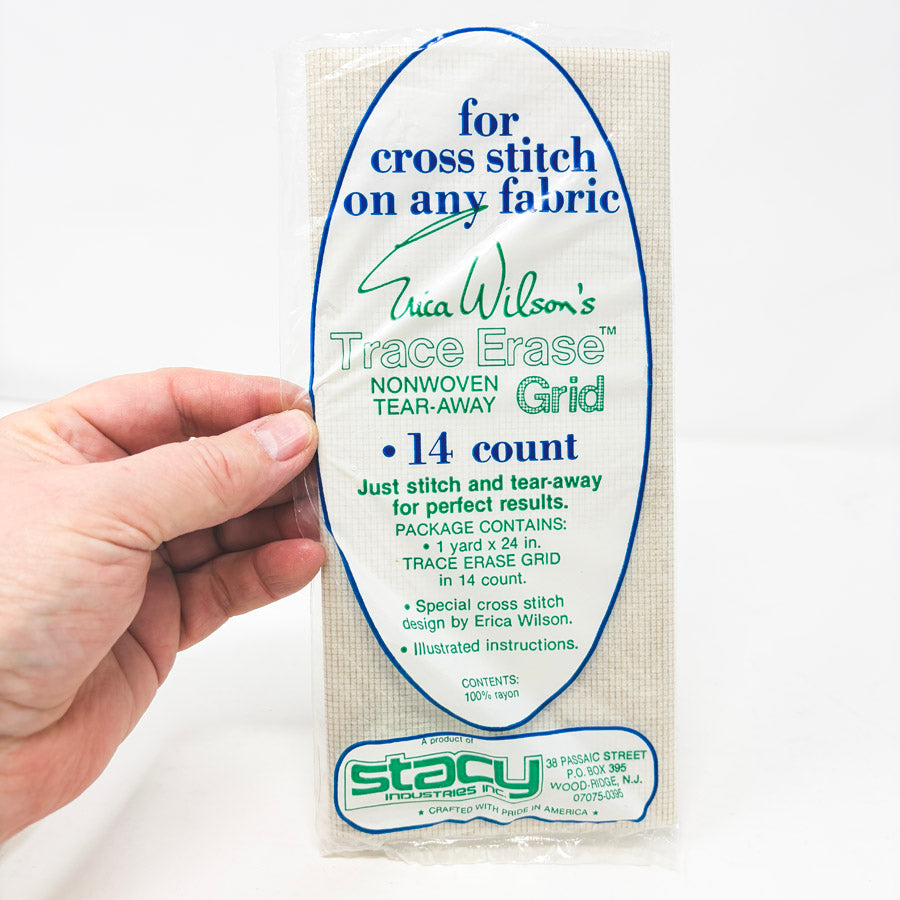 for
cross stitch
on any fabric
Erica Wilson's
Trace Erase™
NONWOVEN
TEAR-AWAY
Grid
• 14 count
Just stitch and tear-away
for perfect results.
PACKAGE CONTAINS:
• 1 yard x 24 in.
TRACE ERASE GRID
in 14 count.
• Special cross stitch
design by Erica Wilson.
• Illustrated instructions.
CONTENTS:
100% rayon
A product of
stacy
INDUSTRIES INC.
38 PASSAIC STREET
P.O. BOX 395
WOOD-RIDGE, N.J.
07075-0395
★ CRAFTED WITH PRIDE IN AMERICA ★